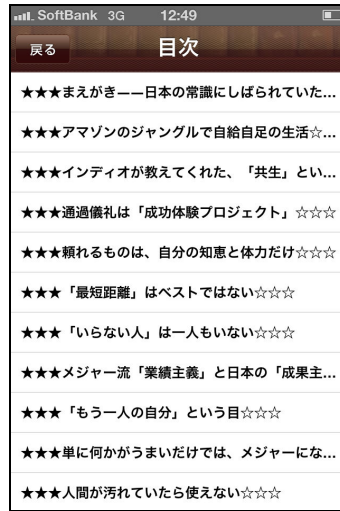 SoftBank 3G 12:49
戻る 目次
★★★まえがき——日本の常識にしばられていた...
★★★アマゾンのジャングルで自給自足の生活☆...
★★★インディオが教えてくれた、「共生」とい...
★★★通過儀礼は「成功体験プロジェクト」☆☆☆
★★★頼れるものは、自分の知恵と体力だけ☆☆☆
★★★「最短距離」はベストではない☆☆☆
★★★「いらない人」は一人もいない☆☆☆
★★★メジャー流「業績主義」と日本の「成果主...
★★★「もう一人の自分」という目☆☆☆
★★★単に何かがうまいだけでは、メジャーにな...
★★★人間が汚れていたら使えない☆☆☆